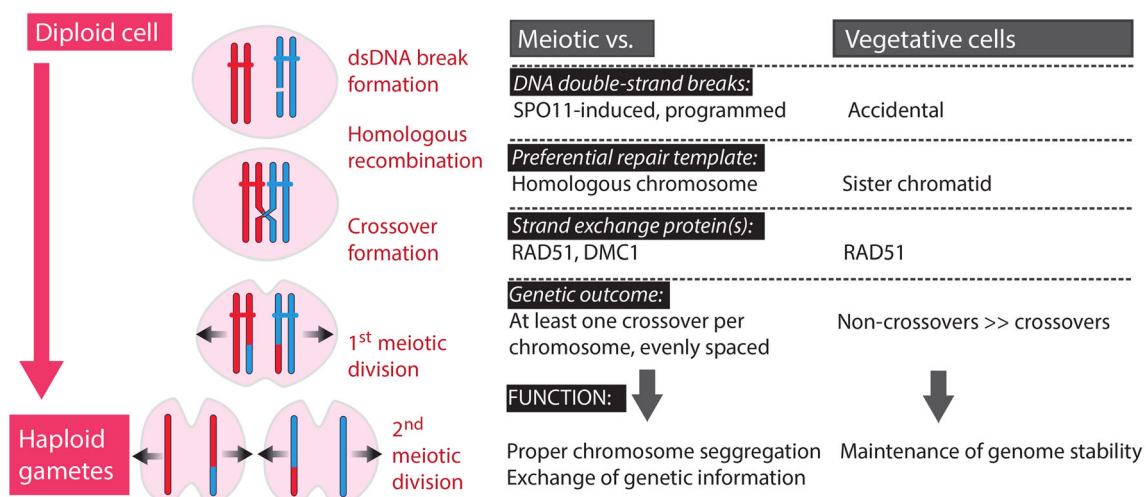 Diploid cell
dsDNA break
formation
Homologous
recombination
Crossover
formation
1st meiotic
division
2nd
meiotic
division
Haploid
gametes
Meiotic vs.
Vegetative cells
DNA double-strand breaks:
SPO11-induced, programmed
Accidental
Preferential repair template:
Homologous chromosome
Sister chromatid
Strand exchange protein(s):
RAD51, DMC1
RAD51
Genetic outcome:
At least one crossover per
chromosome, evenly spaced
Non-crossovers >> crossovers
FUNCTION:
Proper chromosome seggregation
Exchange of genetic information
Maintenance of genome stability